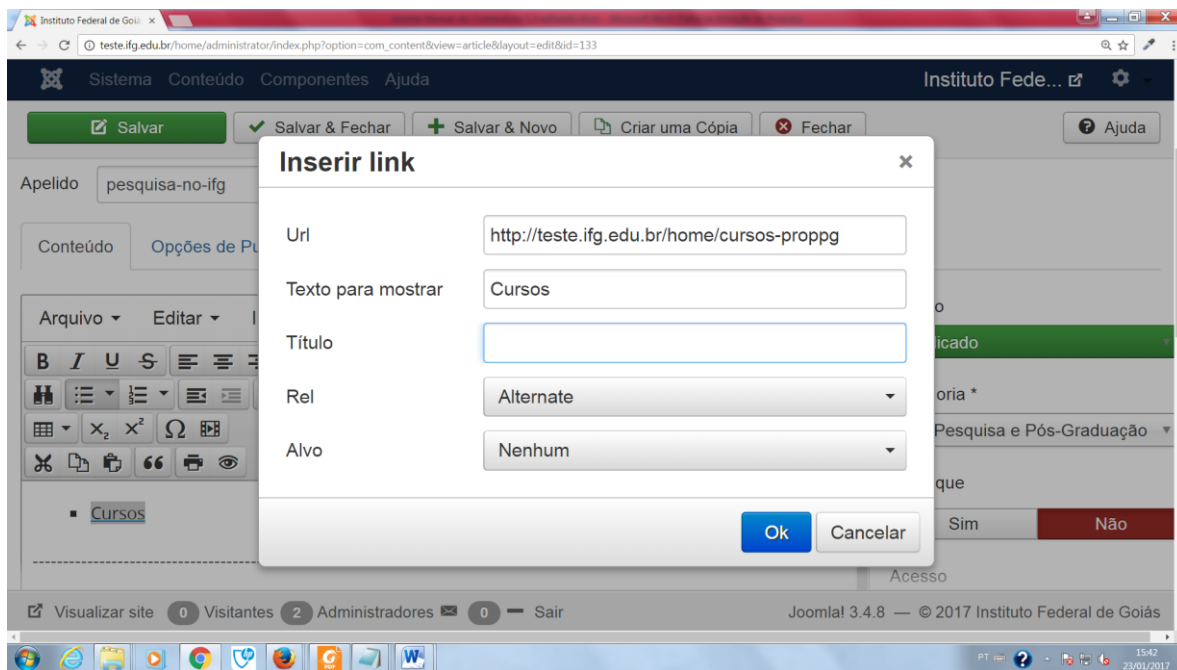 Instituto Federal de Goiá
teste.ifg.edu.br/home/administrator/index.php?option=com_content&view=article&layout=edit&id=133
Sistema Conteúdo Componentes Ajuda Instituto Fede...
Salvar Salvar & Fechar Salvar & Novo Criar uma Cópia Fechar Ajuda
Inserir link
Apelido pesquisa-no-ifg
Url http://teste.ifg.edu.br/home/cursos-proppg
Conteúdo Opções de Pu
Texto para mostrar Cursos
Arquivo Editar I
o
Título
licado
B I U S
Rel Alternate
oria *
Pesquisa e Pós-Graduação
Alvo Nenhum
que
Cursos
Ok Cancelar
Sim Não
Acesso
Visualizar site 0 Visitantes 2 Administradores 0 Sair Joomla! 3.4.8 — © 2017 Instituto Federal de Goiás
PT 15:42
23/01/2017